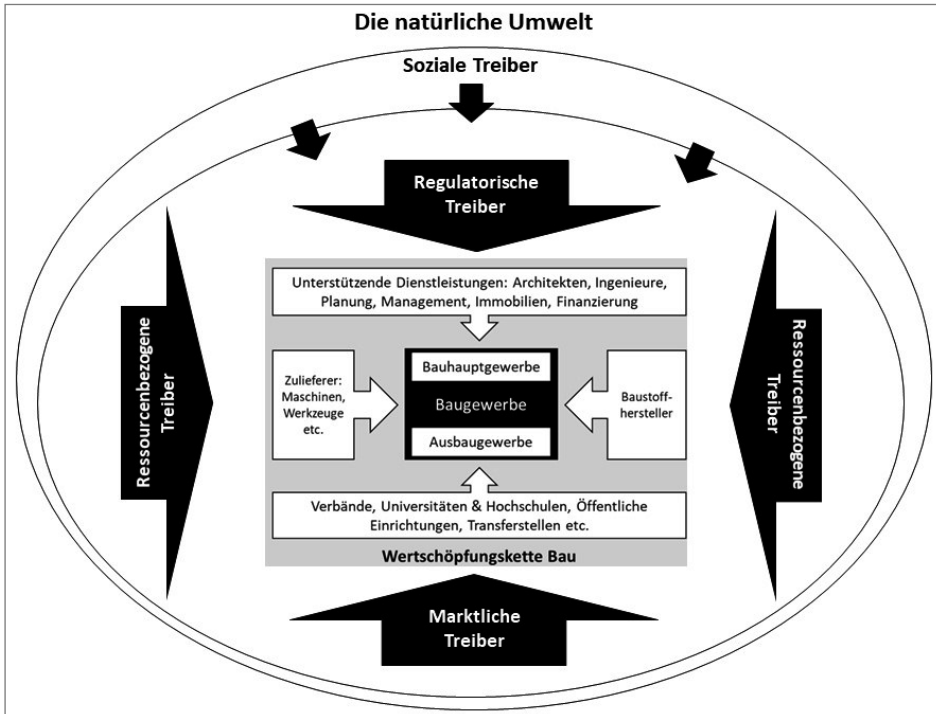 Die natürliche Umwelt
Soziale Treiber
Regulatorische
Treiber
Ressourcenbezogene
Treiber
Unterstützende Dienstleistungen: Architekten, Ingenieure,
Planung, Management, Immobilien, Finanzierung
Zulieferer:
Maschinen,
Werkzeuge
etc.
Bauhauptgewerbe
Baugewerbe
Ausbaugewerbe
Baustoff-
hersteller
Verbände, Universitäten & Hochschulen, Öffentliche
Einrichtungen, Transferstellen etc.
Wertschöpfungskette Bau
Ressourcenbezogene
Treiber
Marktliche
Treiber